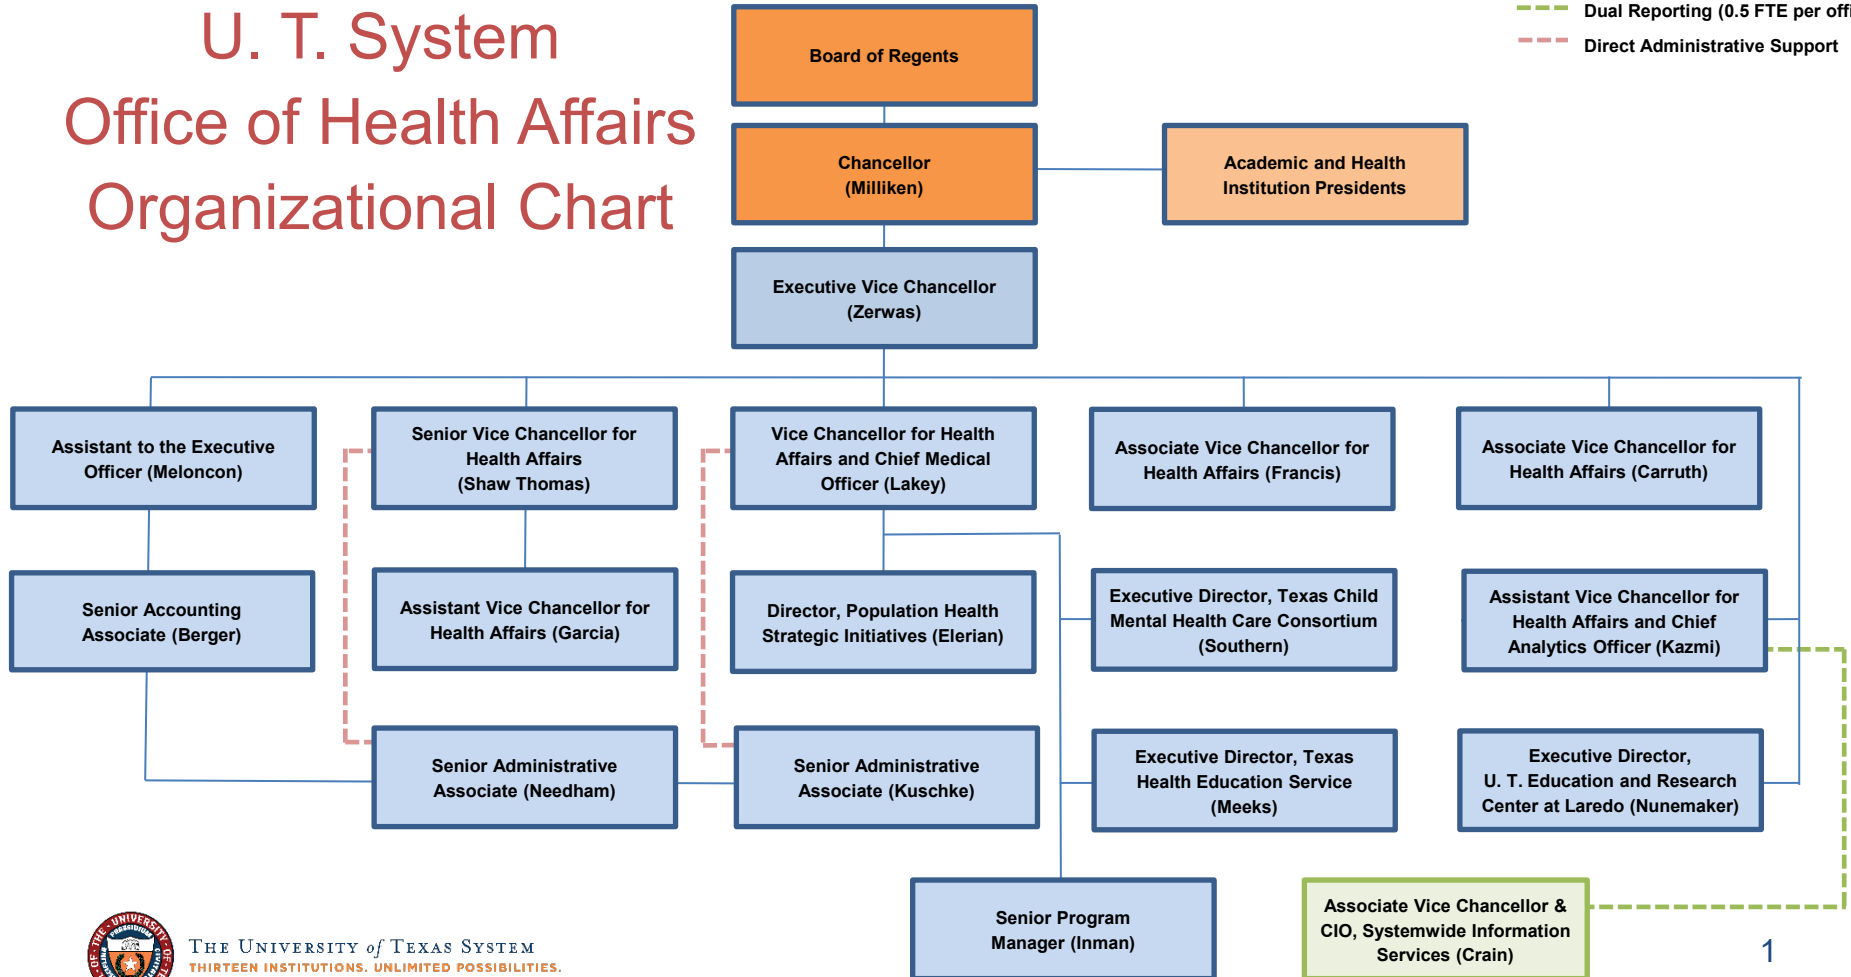 U. T. System
Office of Health Affairs
Organizational Chart
Dual Reporting (0.5 FTE per offi
Direct Administrative Support
Board of Regents
Chancellor
(Milliken)
Academic and Health
Institution Presidents
Executive Vice Chancellor
(Zerwas)
Assistant to the Executive
Officer (Meloncon)
Senior Vice Chancellor for
Health Affairs
(Shaw Thomas)
Vice Chancellor for Health
Affairs and Chief Medical
Officer (Lakey)
Associate Vice Chancellor for
Health Affairs (Francis)
Associate Vice Chancellor for
Health Affairs (Carruth)
Senior Accounting
Associate (Berger)
Assistant Vice Chancellor for
Health Affairs (Garcia)
Director, Population Health
Strategic Initiatives (Elerian)
Executive Director, Texas Child
Mental Health Care Consortium
(Southern)
Assistant Vice Chancellor for
Health Affairs and Chief
Analytics Officer (Kazmi)
Senior Administrative
Associate (Needham)
Senior Administrative
Associate (Kuschke)
Executive Director, Texas
Health Education Service
(Meeks)
Executive Director,
U. T. Education and Research
Center at Laredo (Nunemaker)
Senior Program
Manager (Inman)
Associate Vice Chancellor &
CIO, Systemwide Information
Services (Crain)
THE UNIVERSITY of TEXAS SYSTEM
THIRTEEN INSTITUTIONS. UNLIMITED POSSIBILITIES.
1